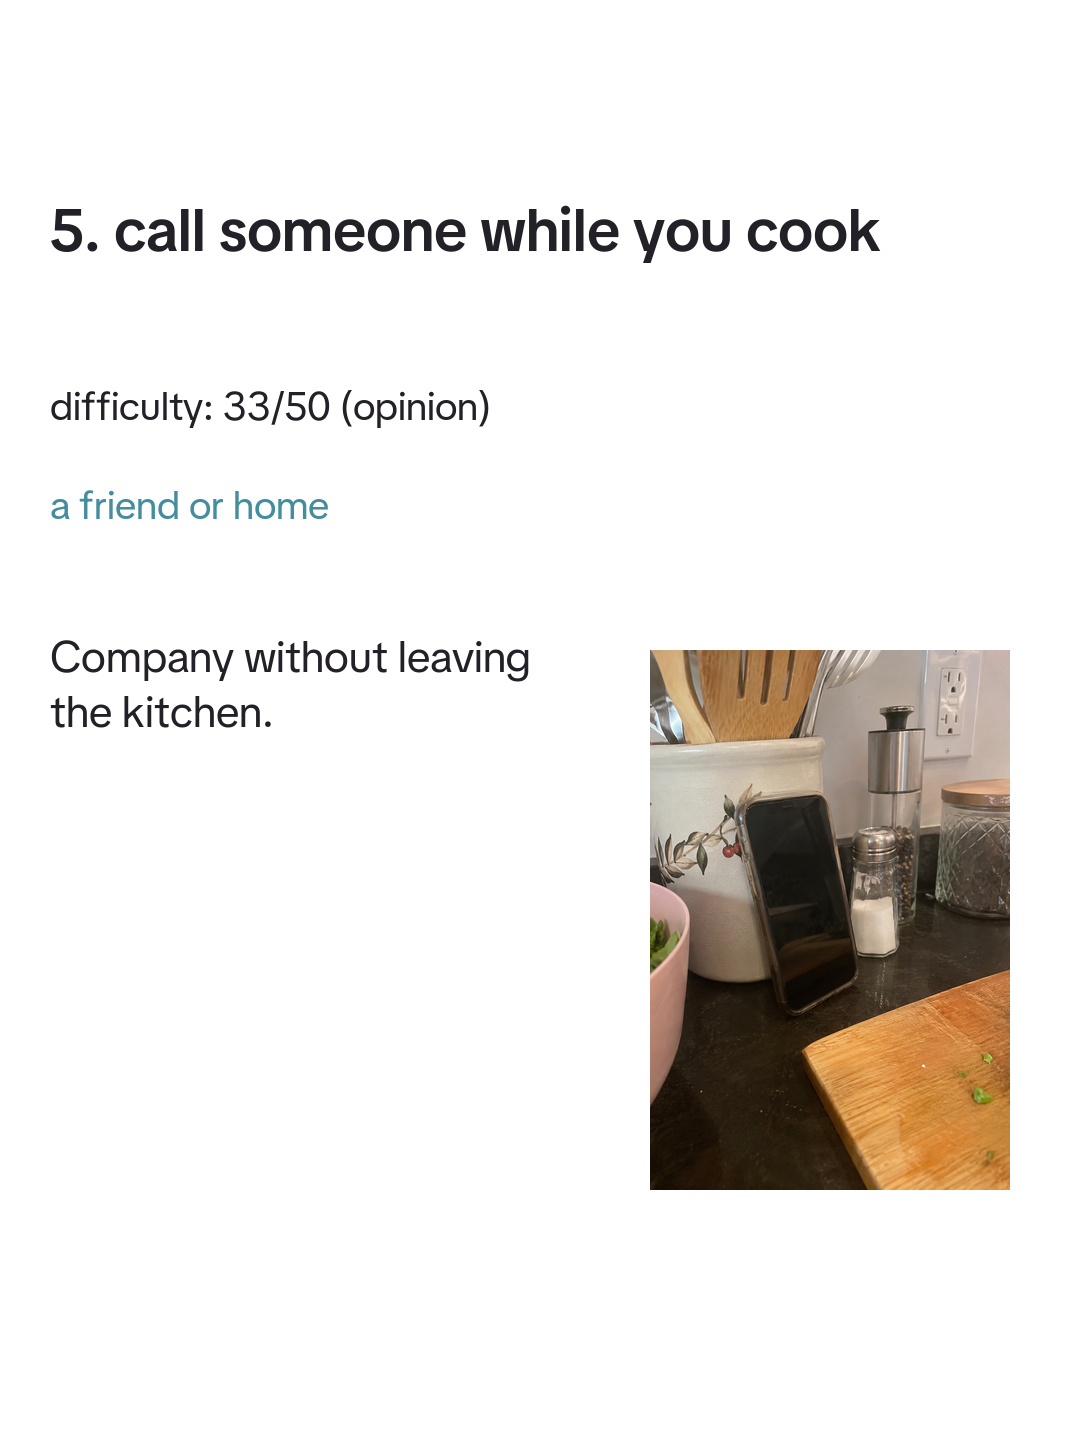 5. call someone while you cook
difficulty: 33/50 (opinion)
a friend or home
Company without leaving
the kitchen.